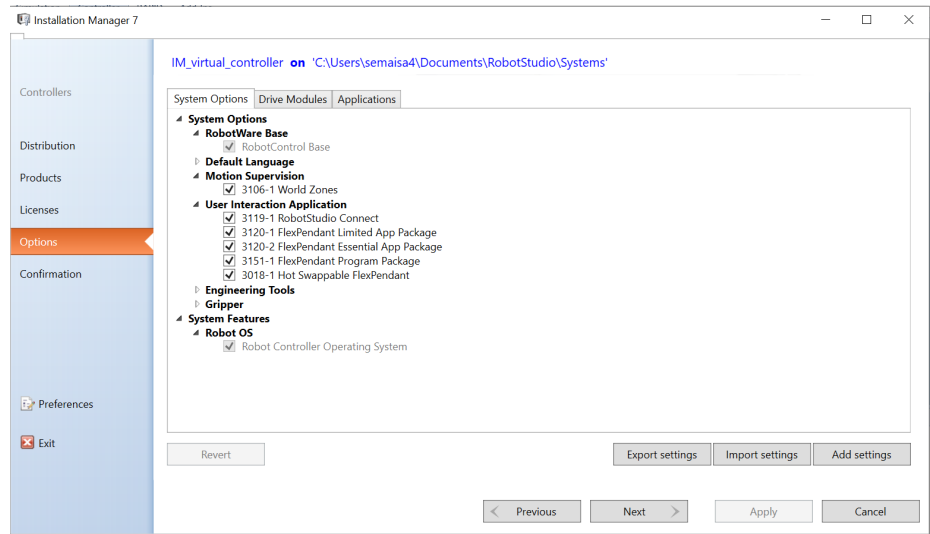 Installation Manager 7
IM_virtual_controller on 'C:\Users\semaisa4\Documents\RobotStudio\Systems'
Controllers
Distribution
Products
Licenses
Options
Confirmation
Preferences
Exit
System Options Drive Modules Applications
System Options
RobotWare Base
RobotControl Base
Default Language
Motion Supervision
3106-1 World Zones
User Interaction Application
3119-1 RobotStudio Connect
3120-1 FlexPendant Limited App Package
3120-2 FlexPendant Essential App Package
3151-1 FlexPendant Program Package
3018-1 Hot Swappable FlexPendant
Engineering Tools
Gripper
System Features
Robot OS
Robot Controller Operating System
Revert Export settings Import settings Add settings
Previous Next Apply Cancel